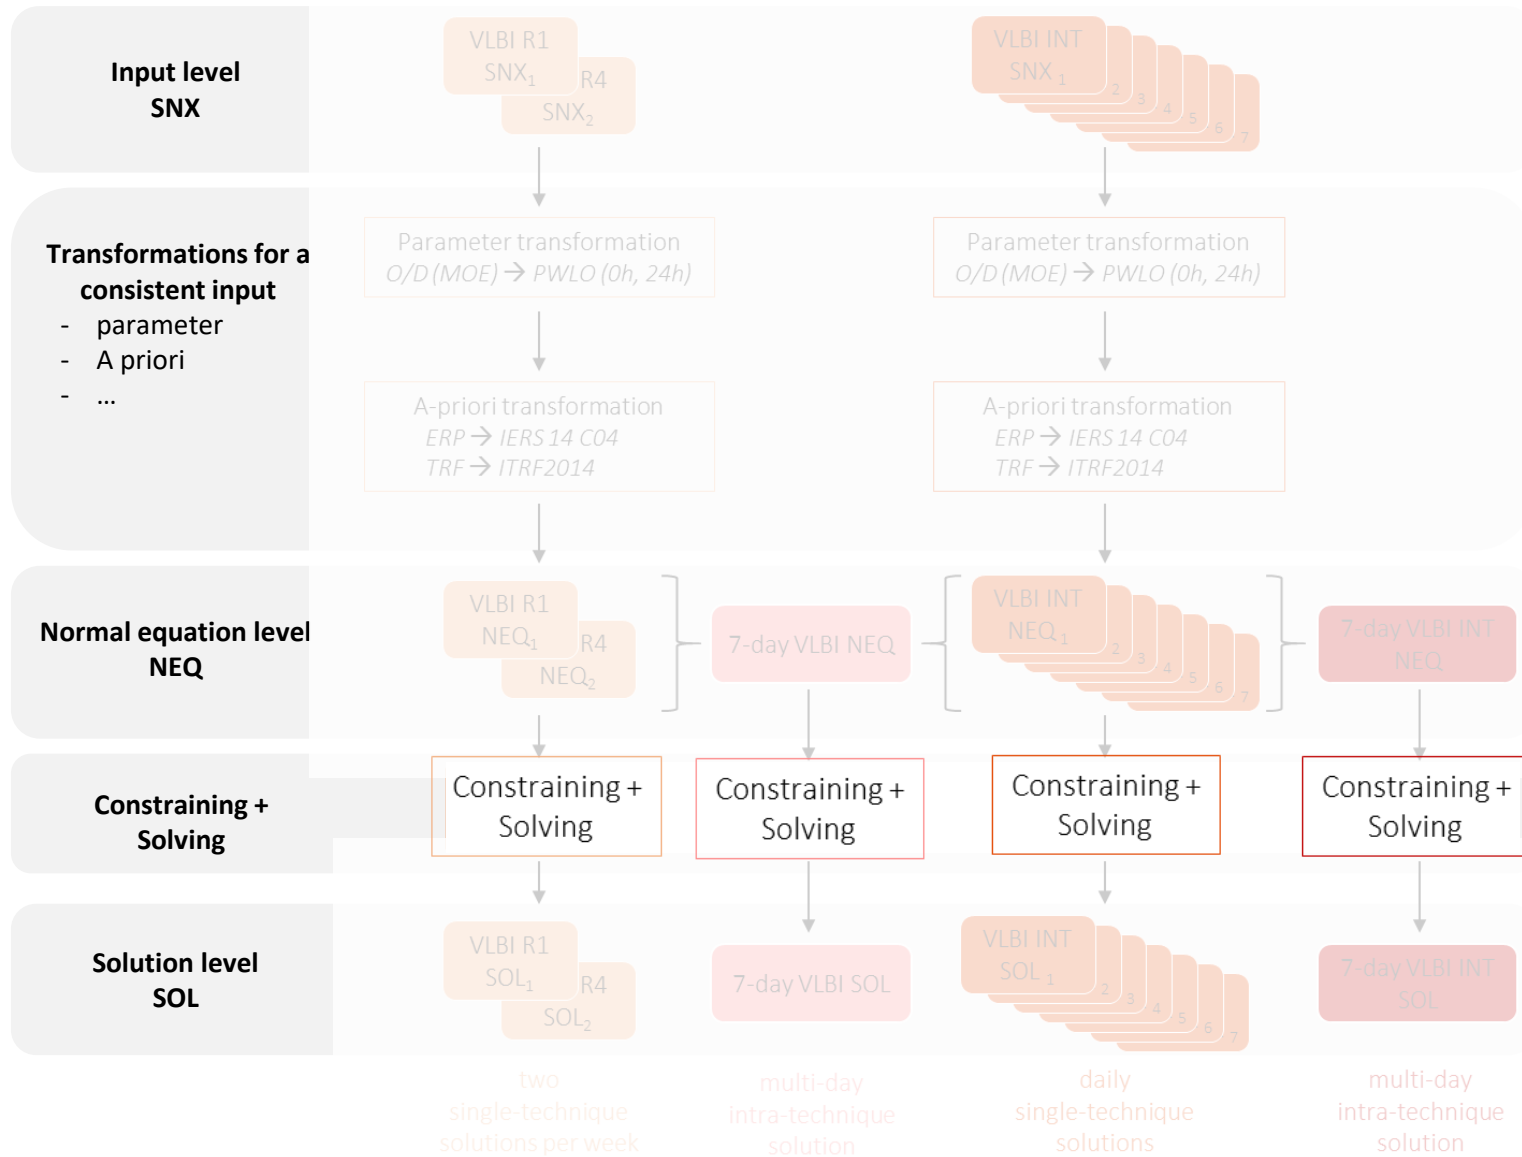 Input level
SNX
VLBI R1
SNX1
R4
SNX2
VLBI INT
SNX 1
2
3
4
5
6
7
Transformations for a
consistent input
- parameter
- A priori
- …
Parameter transformation
O/D (MOE) → PWLO (0h, 24h)
Parameter transformation
O/D (MOE) → PWLO (0h, 24h)
A-priori transformation
ERP → IERS 14 C04
TRF → ITRF2014
A-priori transformation
ERP → IERS 14 C04
TRF → ITRF2014
Normal equation level
NEQ
VLBI R1
NEQ1
R4
NEQ2
7-day VLBI NEQ
VLBI INT
NEQ 1
2
3
4
5
6
7
7-day VLBI INT
NEQ
Constraining +
Solving
Constraining +
Solving
Constraining +
Solving
Constraining +
Solving
Constraining +
Solving
Solution level
SOL
VLBI R1
SOL1
R4
SOL2
7-day VLBI SOL
VLBI INT
SOL 1
2
3
4
5
6
7
7-day VLBI INT
SOL
two
single-technique
solutions per week
multi-day
intra-technique
solution
daily
single-technique
solutions
multi-day
intra-technique
solution